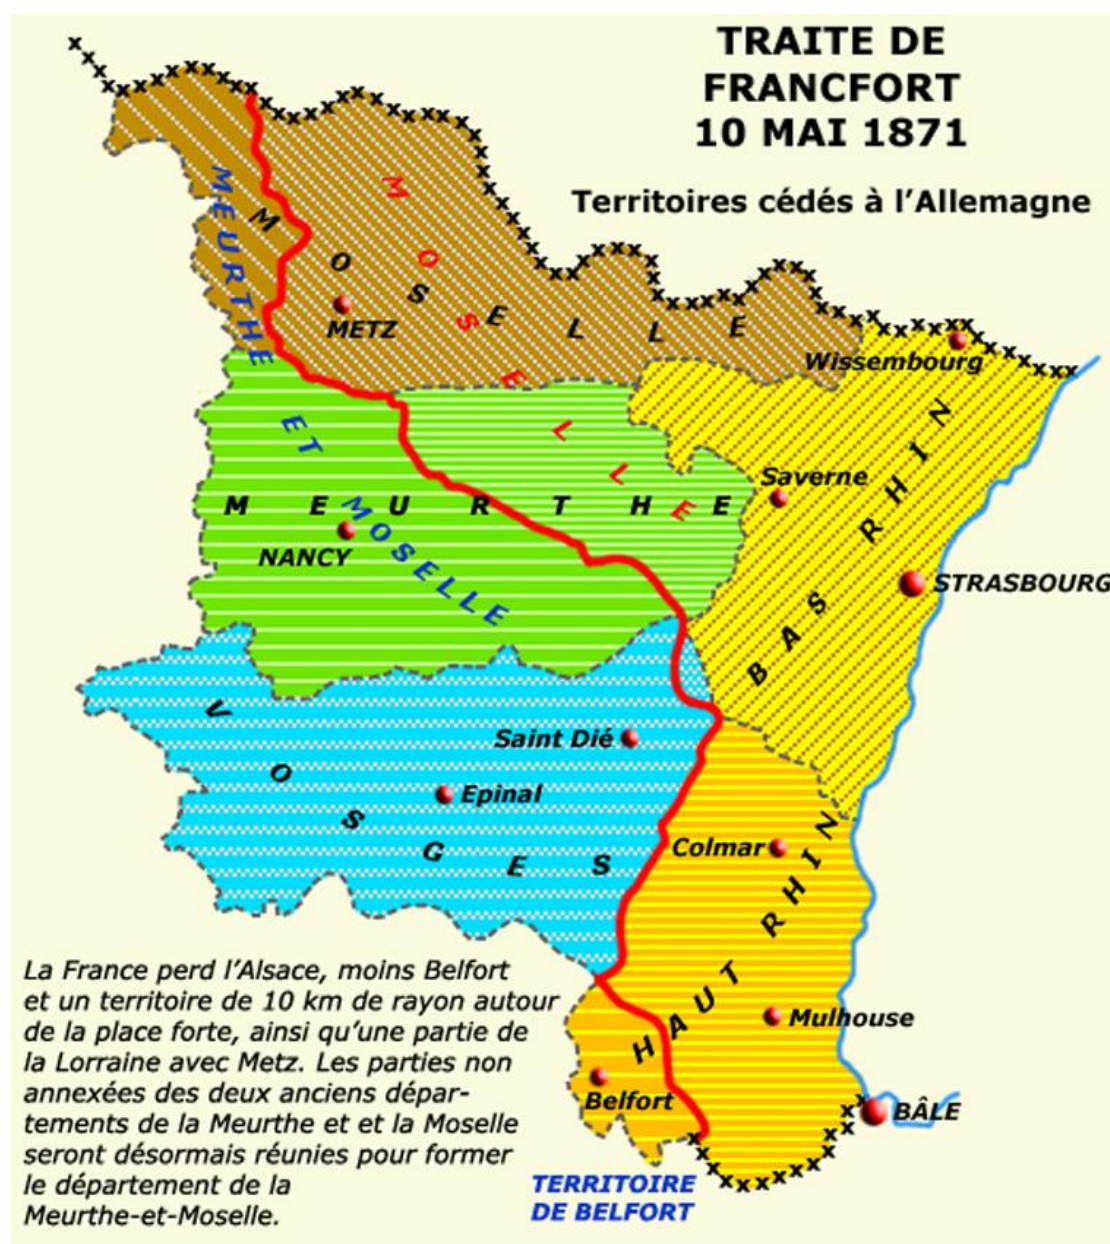 TRAITE DE
FRANCFORT
10 MAI 1871
Territoires cédés à l'Allemagne
MEURTHE
ET
MOSELLE
MOSELLE
MOSELLE
METZ
Wissembourg
Saverne
MEURTHE
NANCY
BAS RHIN
STRASBOURG
VOSGES
Saint Dié
Epinal
Colmar
HAUT RHIN
Mulhouse
Belfort
BÂLE
TERRITOIRE
DE BELFORT
La France perd l'Alsace, moins Belfort
et un territoire de 10 km de rayon autour
de la place forte, ainsi qu'une partie de
la Lorraine avec Metz. Les parties non
annexées des deux anciens dépar-
tements de la Meurthe et et la Moselle
seront désormais réunies pour former
le département de la
Meurthe-et-Moselle.